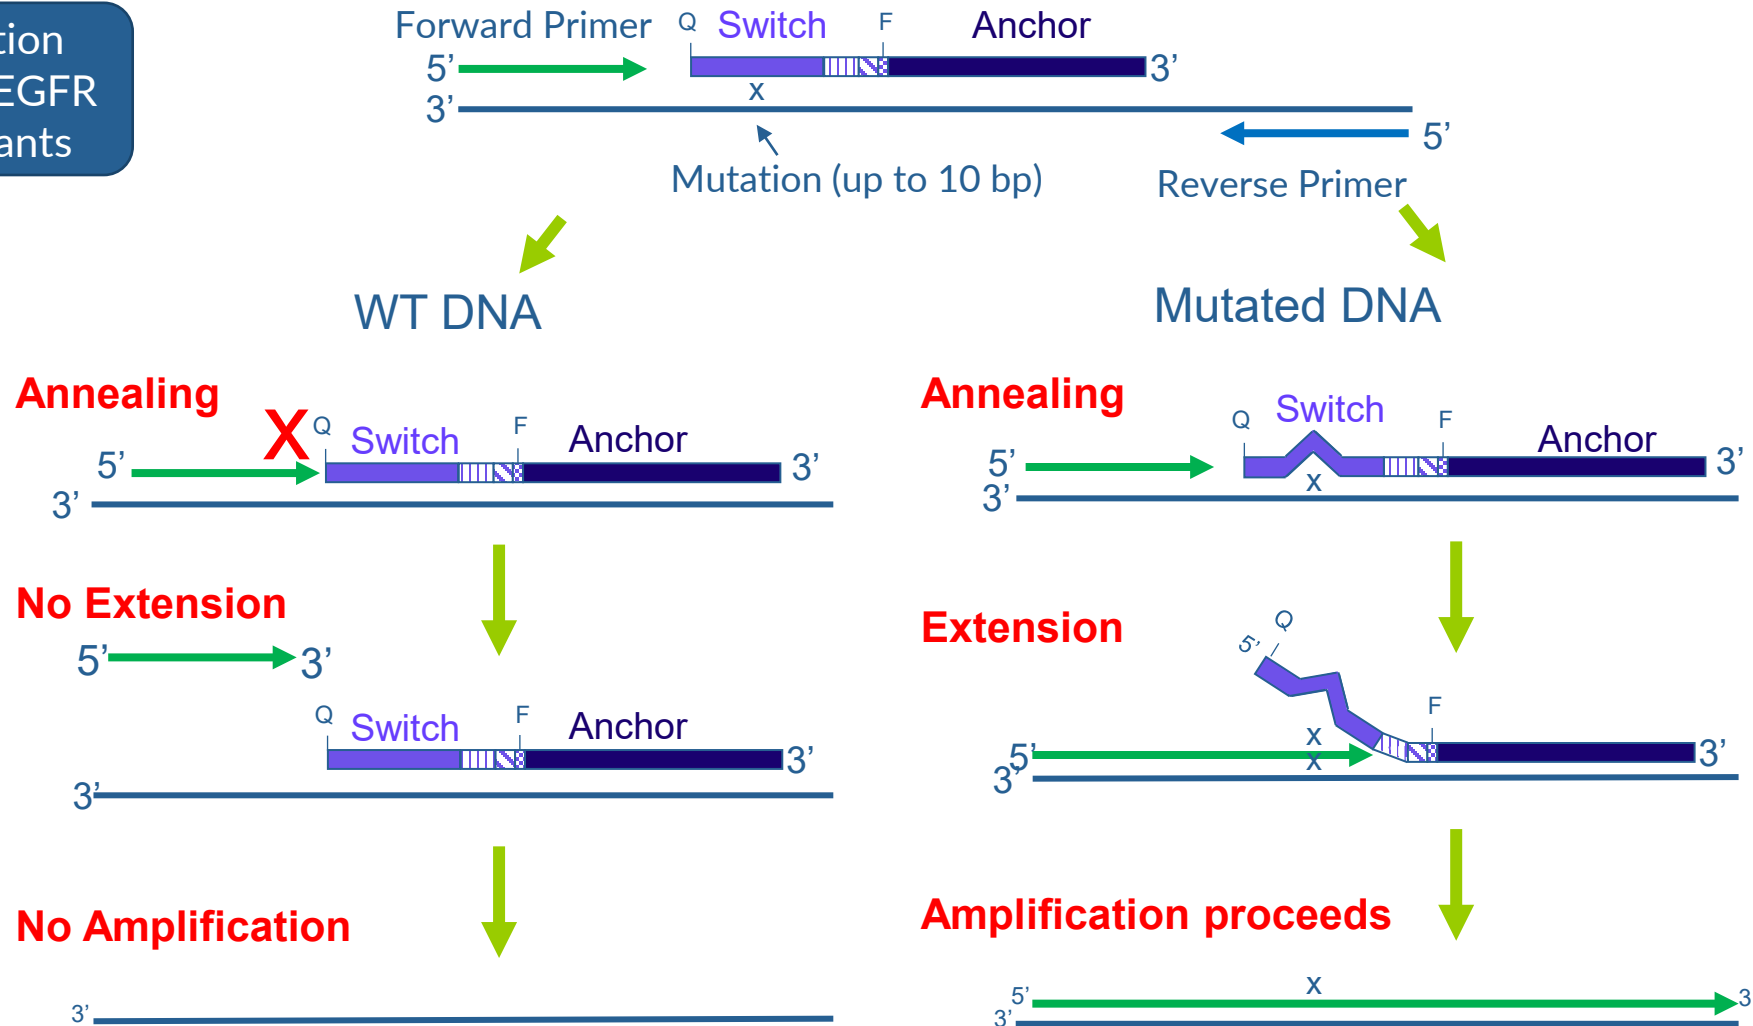 tion
EGFR
ants
Forward Primer Q Switch F Anchor
5’ 3’
x
3’
5’
Mutation (up to 10 bp)
Reverse Primer
WT DNA
Annealing
X Q Switch F Anchor
5’ 3’
3’
No Extension
5’ 3’
Q Switch F Anchor
3’
3’
No Amplification
3’
Mutated DNA
Annealing
Q Switch F Anchor
5’ 3’
x
3’
Extension
Q
5’
F
x
5’ 3’
x
3’
Amplification proceeds
x
5’ 3
3’